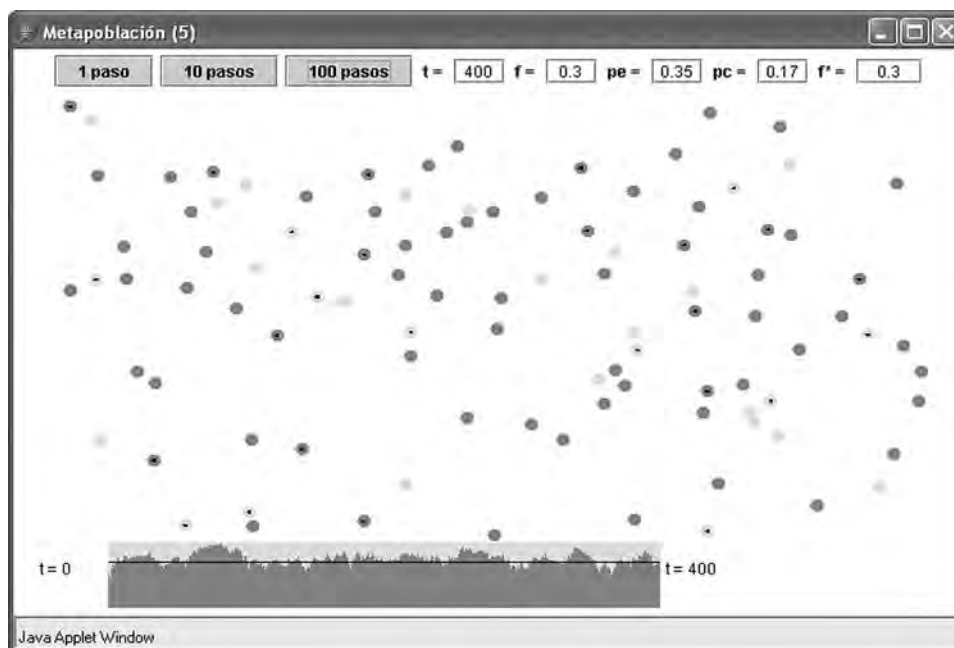 Metapoblación (5)
1 paso 10 pasos 100 pasos t = 400 f = 0.3 pe = 0.35 pc = 0.17 f* = 0.3
t = 0 t = 400
Java Applet Window